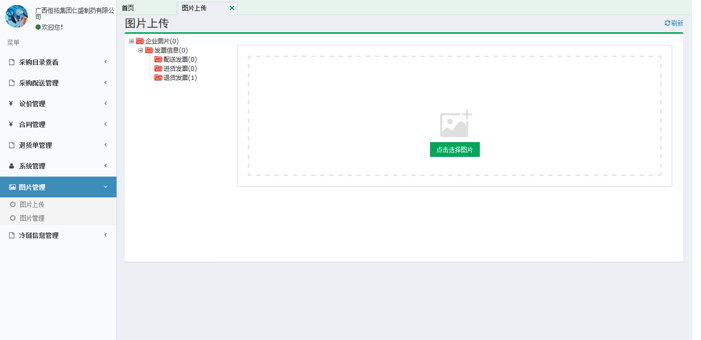 广西恒拓集团仁盛制药有限公司
欢迎您！
菜单
采购目录查看
采购配送管理
议价管理
合同管理
退货单管理
系统管理
图片管理
图片上传
图片管理
冷链信息管理
首页
图片上传
图片上传
刷新
企业图片(0)
发票信息(0)
配送发票(0)
进货发票(0)
退货发票(1)
点击选择图片